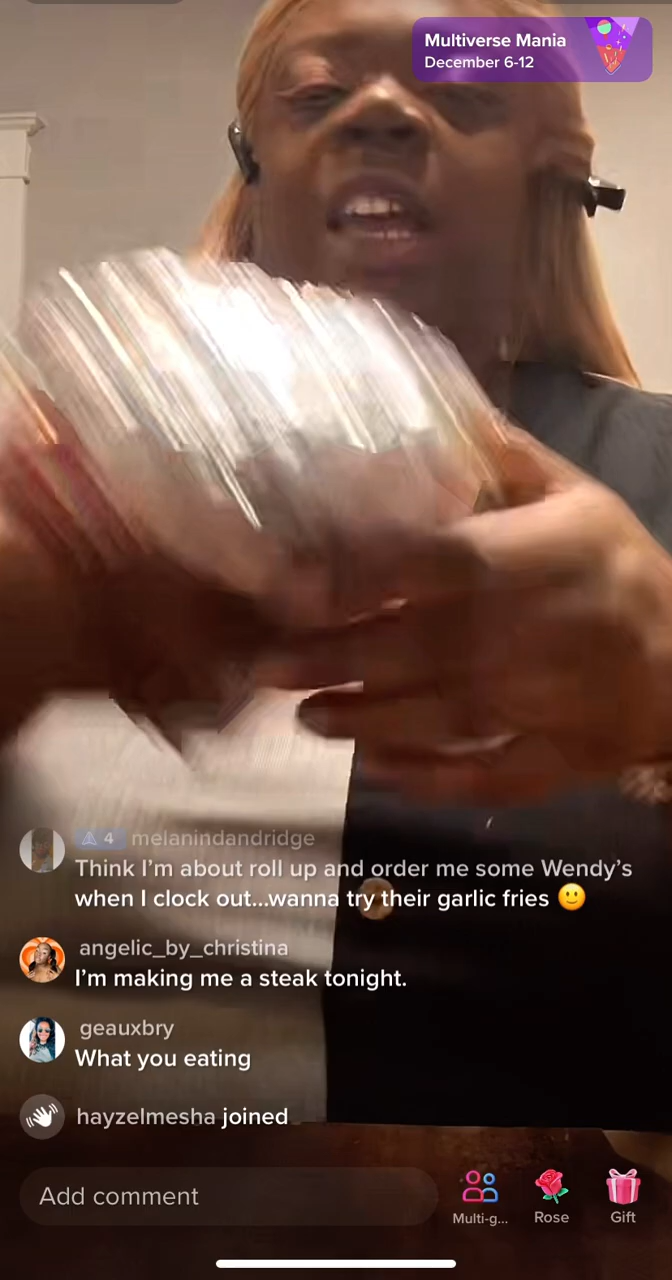 Multiverse Mania
December 6-12
4 melanindandridge
Think I’m about roll up and order me some Wendy’s
when I clock out...wanna try their garlic fries 🙂
angelic_by_christina
I’m making me a steak tonight.
geauxbry
What you eating
hayzelmesha joined
Add comment
Multi-g...
Rose
Gift